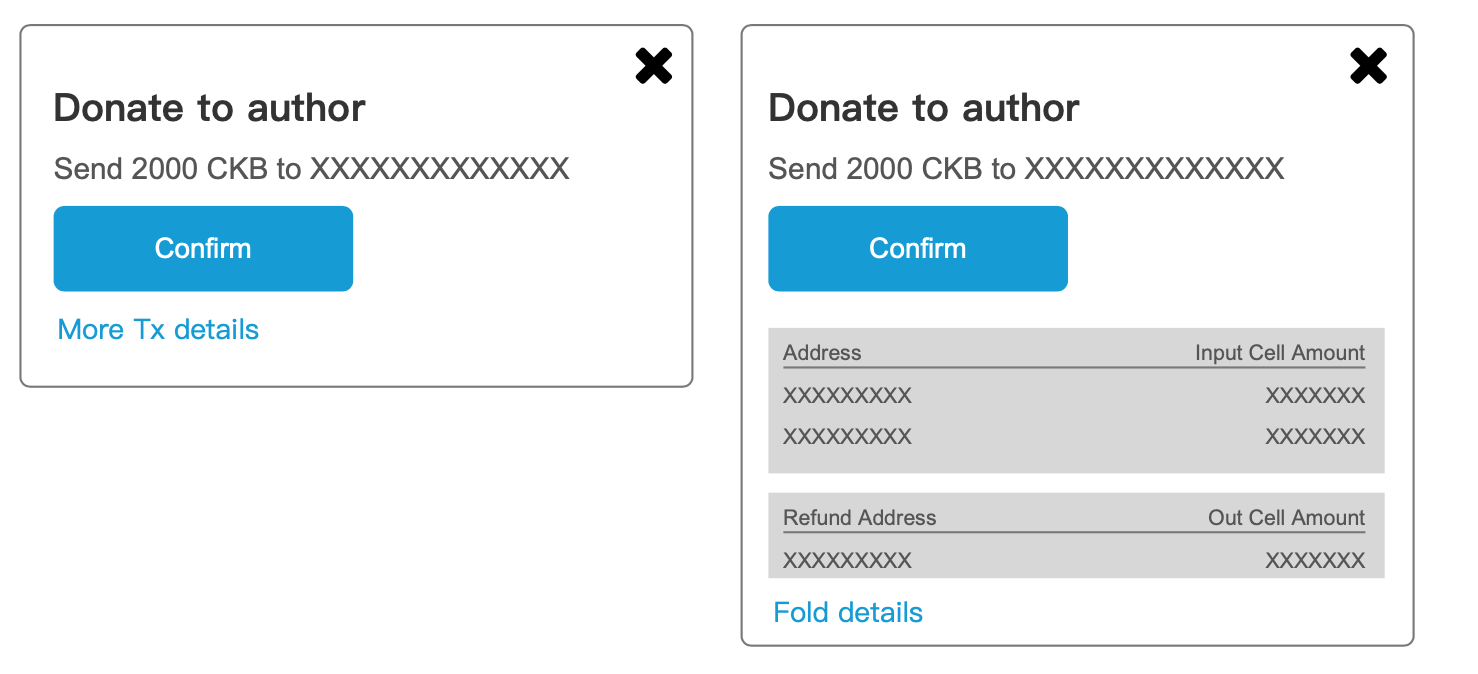 Donate to author
Send 2000 CKB to XXXXXXXXXXXXX
Confirm
More Tx details
Donate to author
Send 2000 CKB to XXXXXXXXXXXXX
Confirm
Address Input Cell Amount
XXXXXXXXX XXXXXXX
XXXXXXXXX XXXXXXX
Refund Address Out Cell Amount
XXXXXXXXX XXXXXXX
Fold details